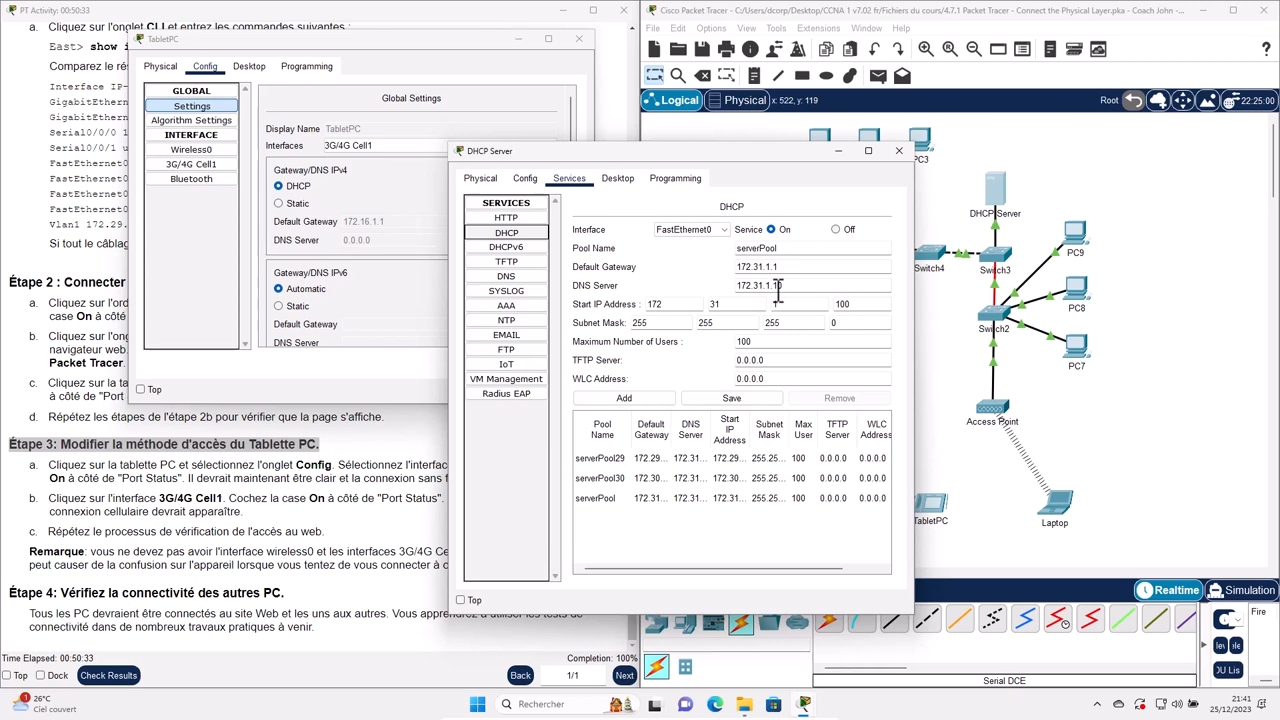 PT Activity: 00:50:33
a. Cliquez sur l'onglet CLI et entrez les commandes suivantes :
East> show i
Comparez le rés
Interface IP-
GigabitEthern
GigabitEthern
Serial0/0/0 1
Serial0/0/1 u
FastEthernet0
FastEthernet0
FastEthernet0
FastEthernet0
Vlan1 172.29.
Si tout le câblag
Étape 2 : Connecter
a. Cliquez sur l'ord
case On à côté
b. Cliquez sur l'
navigateur web.
Packet Tracer.
c. Cliquez sur la ta
à côté de "Port
d. Répétez les étapes de l'étape 2b pour vérifier que la page s'affiche.
Étape 3: Modifier la méthode d'accès du Tablette PC.
a. Cliquez sur la tablette PC et sélectionnez l'onglet Config. Sélectionnez l'interfac
On à côté de "Port Status". Il devrait maintenant être clair et la connexion sans f
b. Cliquez sur l'interface 3G/4G Cell1. Cochez la case On à côté de "Port Status".
connexion cellulaire devrait apparaître.
c. Répétez le processus de vérification de l'accès au web.
Remarque: vous ne devez pas avoir l'interface wireless0 et les interfaces 3G/4G Ce
peut causer de la confusion sur l'appareil lorsque vous tentez de vous connecter à d
Étape 4: Vérifiez la connectivité des autres PC.
Tous les PC devraient être connectés au site Web et les uns aux autres. Vous appren
connectivité dans de nombreux travaux pratiques à venir.
Time Elapsed: 00:50:33
Completion: 100%
Top
Dock
Check Results
Back
1/1
Next
TabletPC
Physical Config Desktop Programming
GLOBAL
Settings
Algorithm Settings
INTERFACE
Wireless0
3G/4G Cell1
Bluetooth
Global Settings
Display Name TabletPC
Interfaces 3G/4G Cell1
Gateway/DNS IPv4
DHCP
Static
Default Gateway 172.16.1.1
DNS Server 0.0.0.0
Gateway/DNS IPv6
Automatic
Static
Default Gateway
DNS Server
Top
DHCP Server
Physical Config Services Desktop Programming
SERVICES
HTTP
DHCP
DHCPv6
TFTP
DNS
SYSLOG
AAA
NTP
EMAIL
FTP
IoT
VM Management
Radius EAP
DHCP
Interface FastEthernet0 Service On Off
Pool Name serverPool
Default Gateway 172.31.1.1
DNS Server 172.31.1.10
Start IP Address : 172 31 1 100
Subnet Mask: 255 255 255 0
Maximum Number of Users : 100
TFTP Server: 0.0.0.0
WLC Address: 0.0.0.0
Add Save Remove
Pool Name Default Gateway DNS Server Start IP Address Subnet Mask Max User TFTP Server WLC Address
serverPool29 172.29... 172.31... 172.29... 255.25... 100 0.0.0.0 0.0.0.0
serverPool30 172.30... 172.31... 172.30... 255.25... 100 0.0.0.0 0.0.0.0
serverPool 172.31... 172.31... 172.31... 255.25... 100 0.0.0.0 0.0.0.0
Top
Cisco Packet Tracer - C:/Users/dcorp/Desktop/CCNA 1 v7.02 fr/Fichiers du cours/4.7.1 Packet Tracer - Connect the Physical Layer.pka - Coach John -
File Edit Options View Tools Extensions Window Help
Logical Physical x: 522, y: 119
Root
22:25:00
PC3
DHCP Server
Switch4
Switch3
PC9
Switch2
PC8
PC7
Access Point
TabletPC
Laptop
Realtime
Simulation
Fire
Serial DCE
26°C
Ciel couvert
Rechercher
21:41
25/12/2023